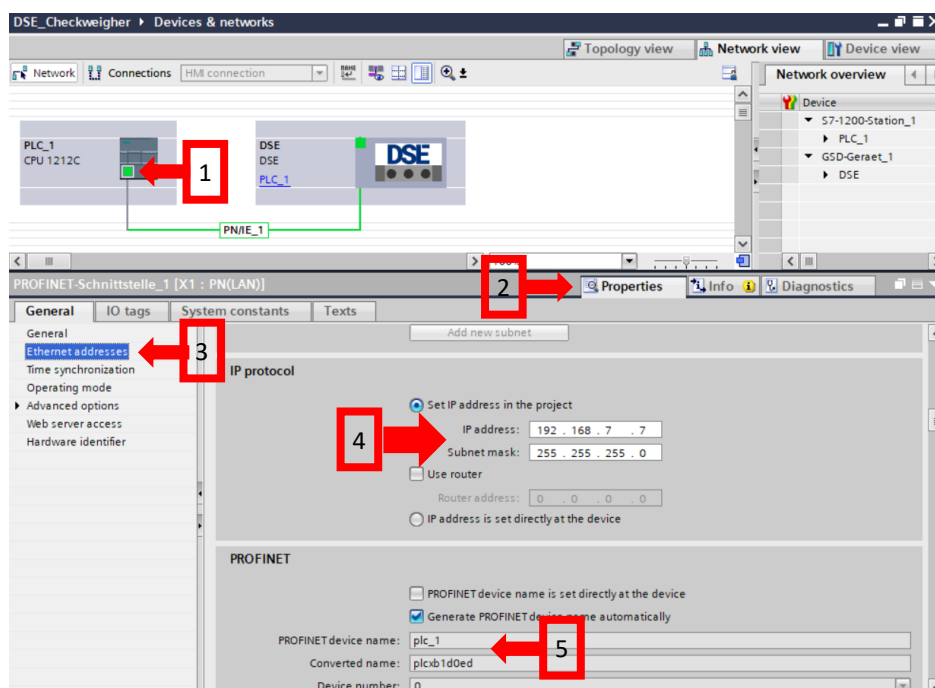 DSE_Checkweigher ▸ Devices & networks
Topology view Network view Device view
Network Connections HMI connection
Network overview
Device
S7-1200-Station_1
PLC_1
GSD-Geraet_1
DSE
PLC_1
CPU 1212C
1
DSE
DSE
PLC_1
DSE
PN/IE_1
2
PROFINET-Schnittstelle_1 [X1 : PN(LAN)]
Properties Info Diagnostics
General IO tags System constants Texts
General
Ethernet addresses
Time synchronization
Operating mode
Advanced options
Web server access
Hardware identifier
3
Add new subnet
IP protocol
Set IP address in the project
4
IP address: 192 . 168 . 7 . 7
Subnet mask: 255 . 255 . 255 . 0
Use router
Router address: 0 . 0 . 0 . 0
IP address is set directly at the device
PROFINET
PROFINET device name is set directly at the device
Generate PROFINET device name automatically
PROFINET device name: plc_1
5
Converted name: plcxb1d0ed
Device number: 0